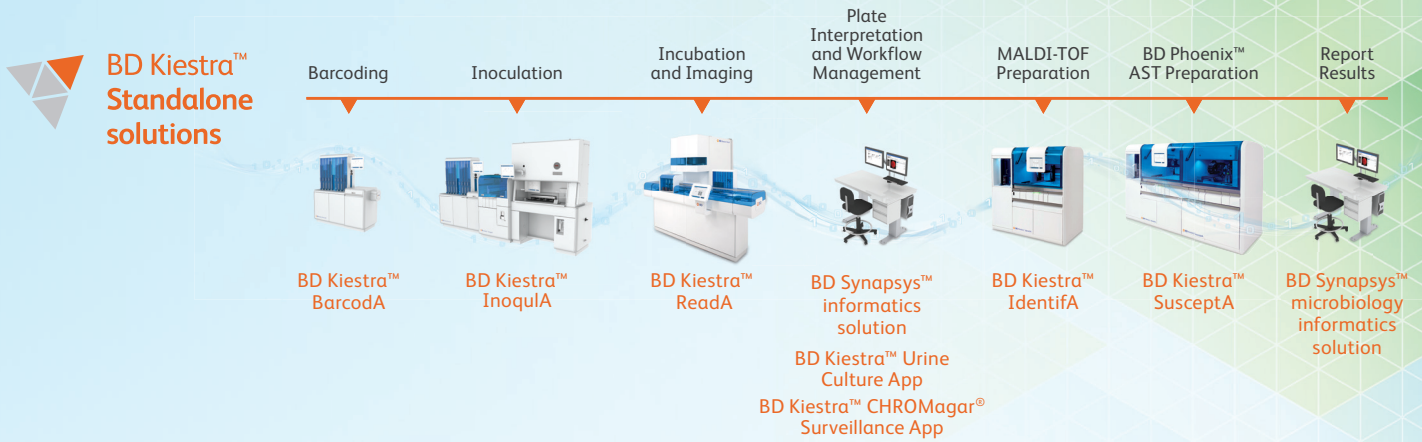 BD Kiestra™
Standalone
solutions
Barcoding
Inoculation
Incubation
and Imaging
Plate
Interpretation
and Workflow
Management
MALDI-TOF
Preparation
BD Phoenix™
AST Preparation
Report
Results
BD Kiestra™
BarcodA
BD Kiestra™
InoqulA
BD Kiestra™
ReadA
BD Synapsys™
informatics
solution
BD Kiestra™ Urine
Culture App
BD Kiestra™ CHROMagar®
Surveillance App
BD Kiestra™
IdentifA
BD Kiestra™
SusceptA
BD Synapsys™
microbiology
informatics
solution